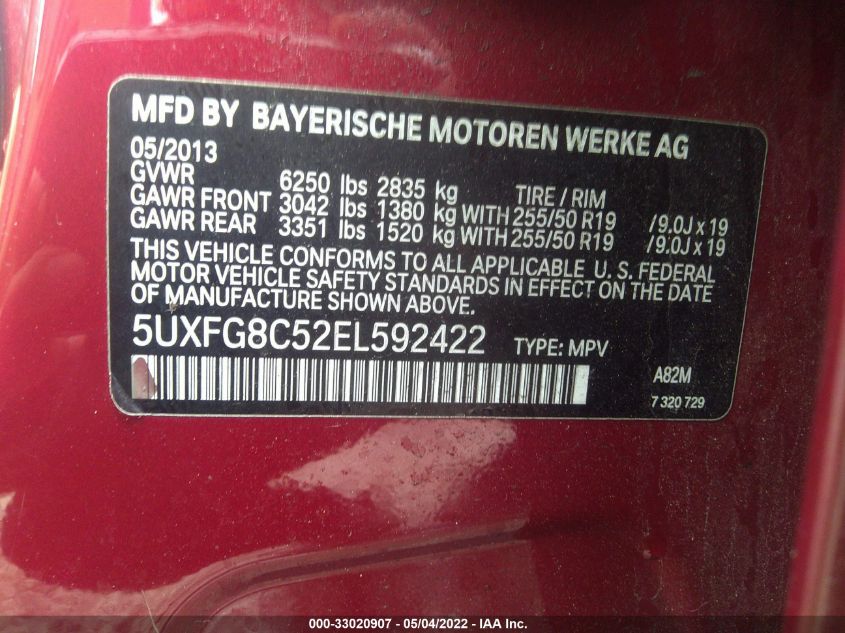 MFD BY BAYERISCHE MOTOREN WERKE AG
05/2013
GVWR 6250 lbs 2835 kg TIRE / RIM
GAWR FRONT 3042 lbs 1380 kg WITH 255/50 R19 /9.0J x 19
GAWR REAR 3351 lbs 1520 kg WITH 255/50 R19 /9.0J x 19
THIS VEHICLE CONFORMS TO ALL APPLICABLE U. S. FEDERAL
MOTOR VEHICLE SAFETY STANDARDS IN EFFECT ON THE DATE
OF MANUFACTURE SHOWN ABOVE.
5UXFG8C52EL592422 TYPE: MPV
A82M
7 320 729
000-33020907 - 05/04/2022 - IAA Inc.